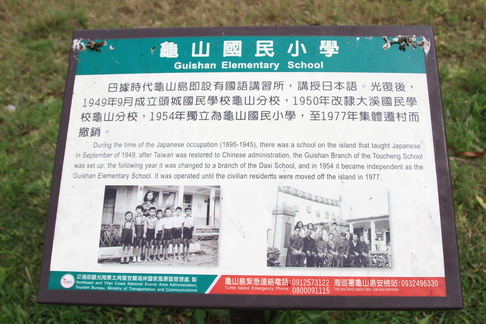 龜山國民小學
Guishan Elementary School
日據時代龜山島即設有國語講習所，講授日本語。光復後，
1949年9月成立頭城國民學校龜山分校，1950年改隸大溪國民學
校龜山分校，1954年獨立為龜山國民小學，至1977年集體遷村而
撤銷。
During the time of the Japanese occupation (1895-1945), there was a school on the island that taught Japanese.
In September of 1949, after Taiwan was restored to Chinese administration, the Guishan Branch of the Toucheng School
was set up; the following year it was changed to a branch of the Daxi School, and in 1954 it became independent as the
Guishan Elementary School. It was operated until the civilian residents were moved off the island in 1977.
交通部觀光局東北角暨宜蘭海岸國家風景區管理處 製
Northeast and Yilan Coast National Scenic Area Administration,
Tourism Bureau, Ministry of Transportation and Communications
龜山島緊急連絡電話:0912573122
Turtle Island Emergency Phone: 0800091115
海巡署龜山島安檢站:0932496330